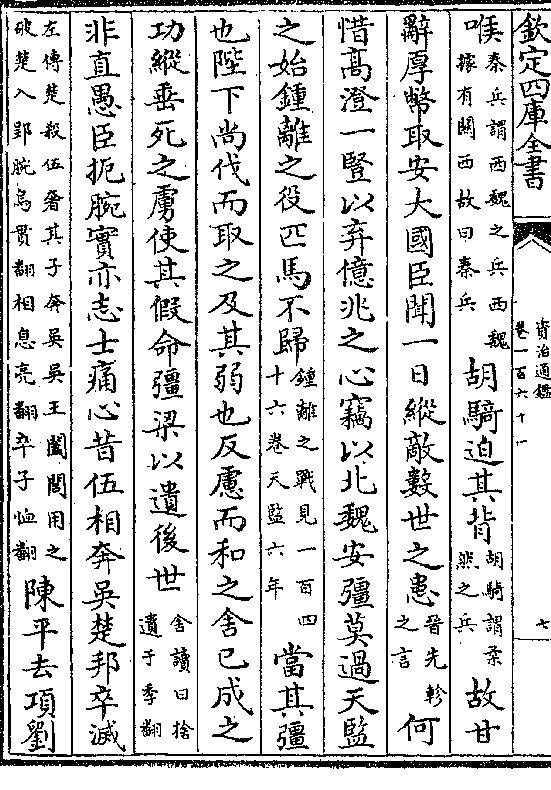 欽定四庫全書
資治通鑑
卷一百六十一
七
喉秦兵謂西魏之兵西魏據有關西故曰秦兵胡騎迫其背胡騎謂柔然之兵故甘
辭厚幣取安大國臣聞一日縱敵數世之患晉先軫之言何
惜髙澄一豎以弃億兆之心竊以北魏安彊莫過天監
之始鍾離之役匹馬不歸鍾離之戰見一百四十六卷天監六年當其彊
也陛下尚伐而取之及其弱也反慮而和之舍已成之
功縱垂死之虜使其假命彊梁以遺後世舍讀曰捨遺于季翻
非直愚臣扼腕實亦志士痛心昔伍相奔吳楚邦卒滅
左傳楚殺伍奢其子奔吳吳王闔閭用之破楚入郢腕烏貫翻相息亮翻卒子恤翻陳平去項劉